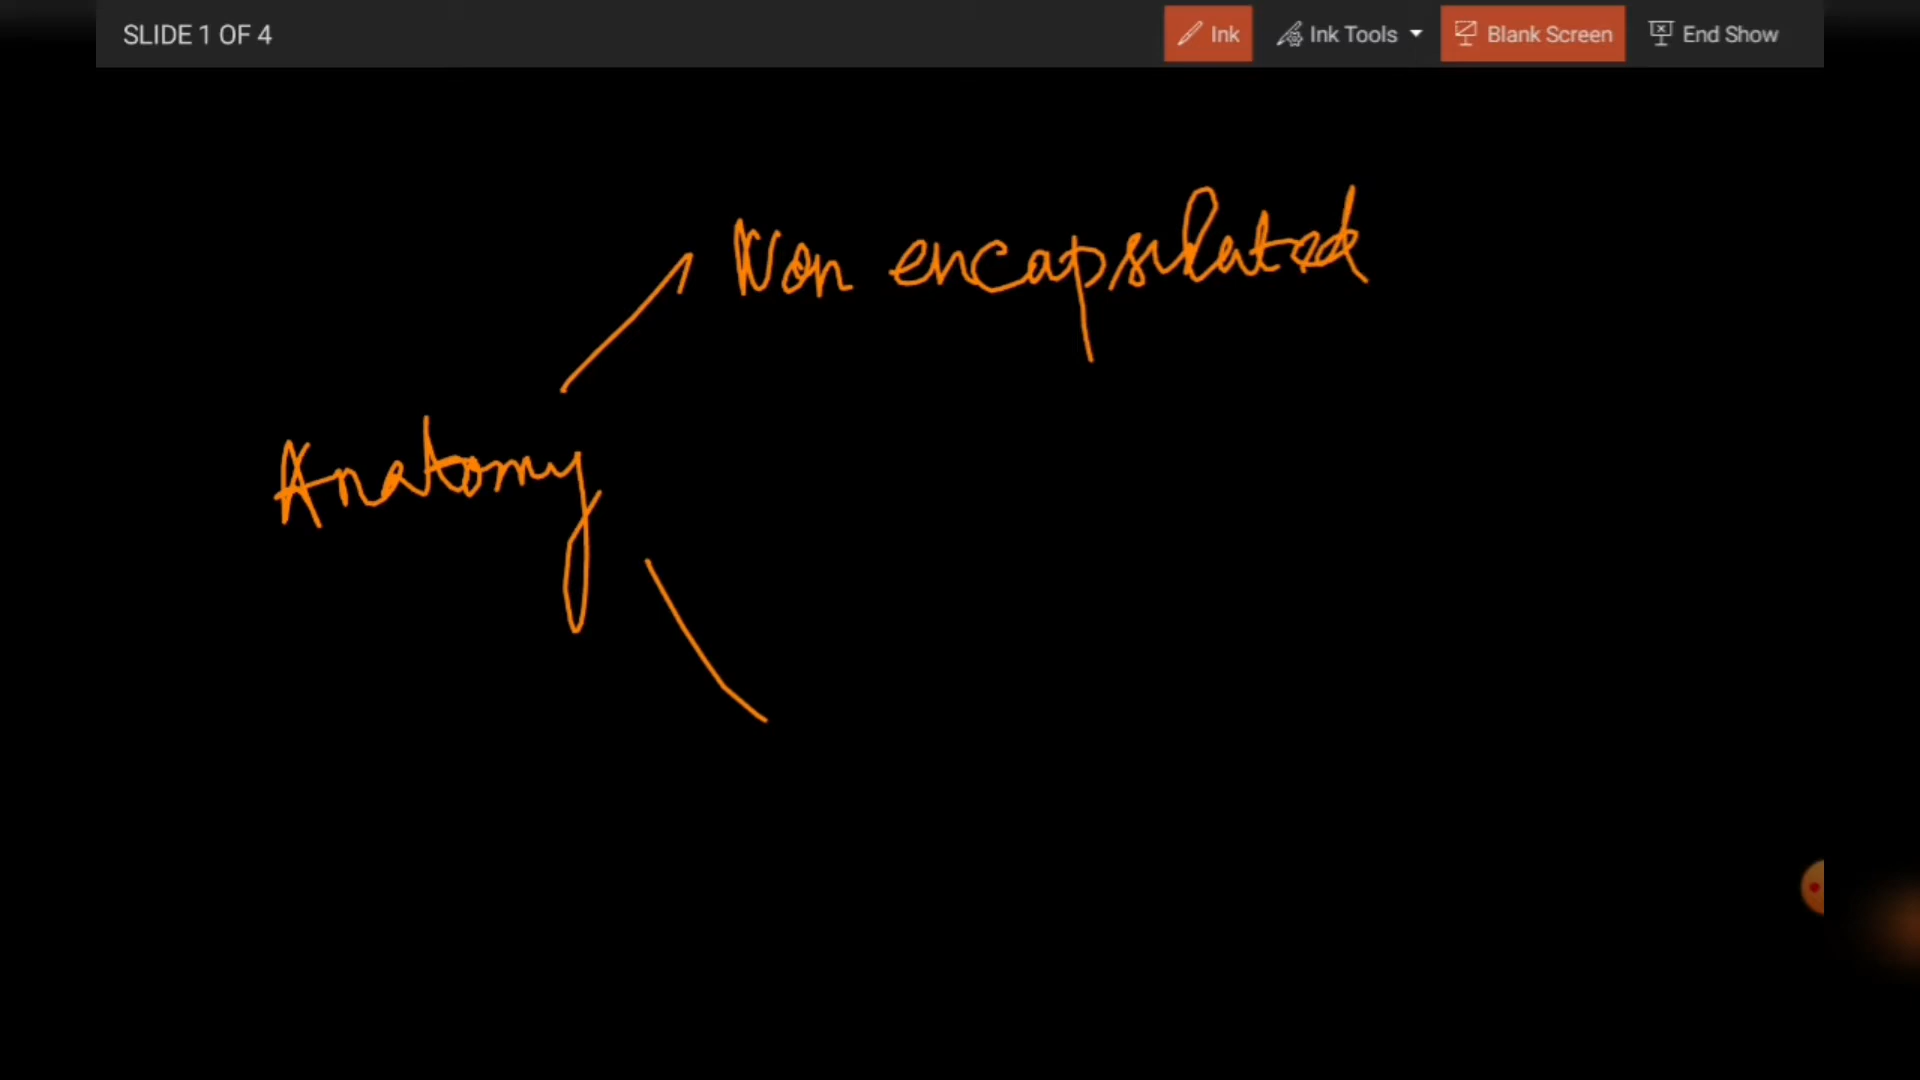 SLIDE 1 OF 4
Ink
Ink Tools
Blank Screen
End Show
Non encapsulated
Anatomy